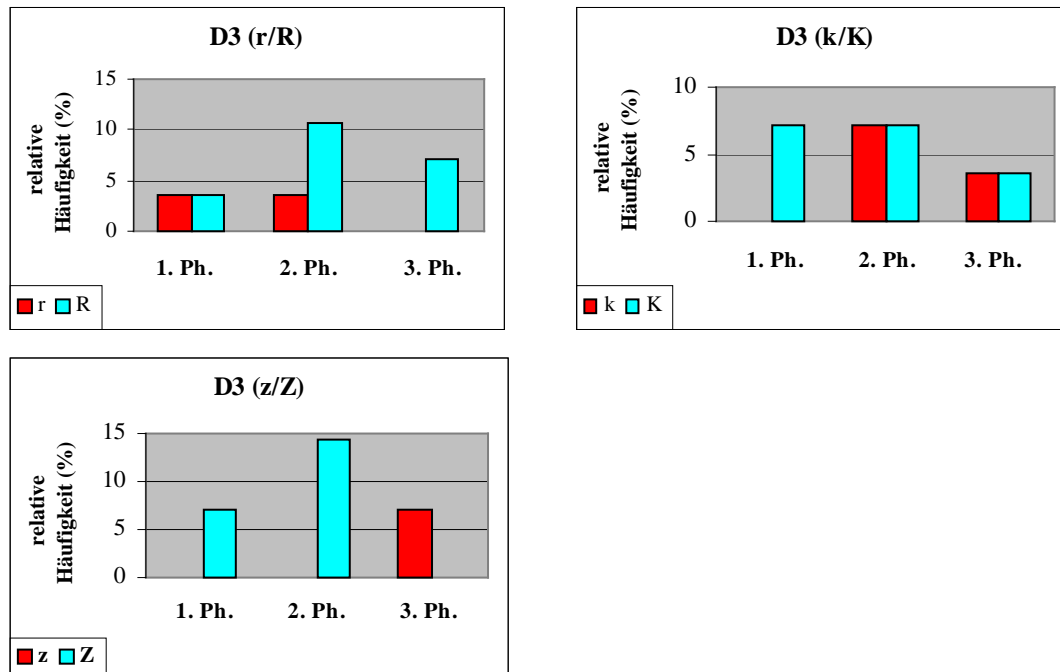 D3 (r/R)
relative
Häufigkeit (%)
15
10
5
0
1. Ph. 2. Ph. 3. Ph.
r R
D3 (k/K)
relative
Häufigkeit (%)
10
5
0
1. Ph. 2. Ph. 3. Ph.
k K
D3 (z/Z)
relative
Häufigkeit (%)
15
10
5
0
1. Ph. 2. Ph. 3. Ph.
z Z